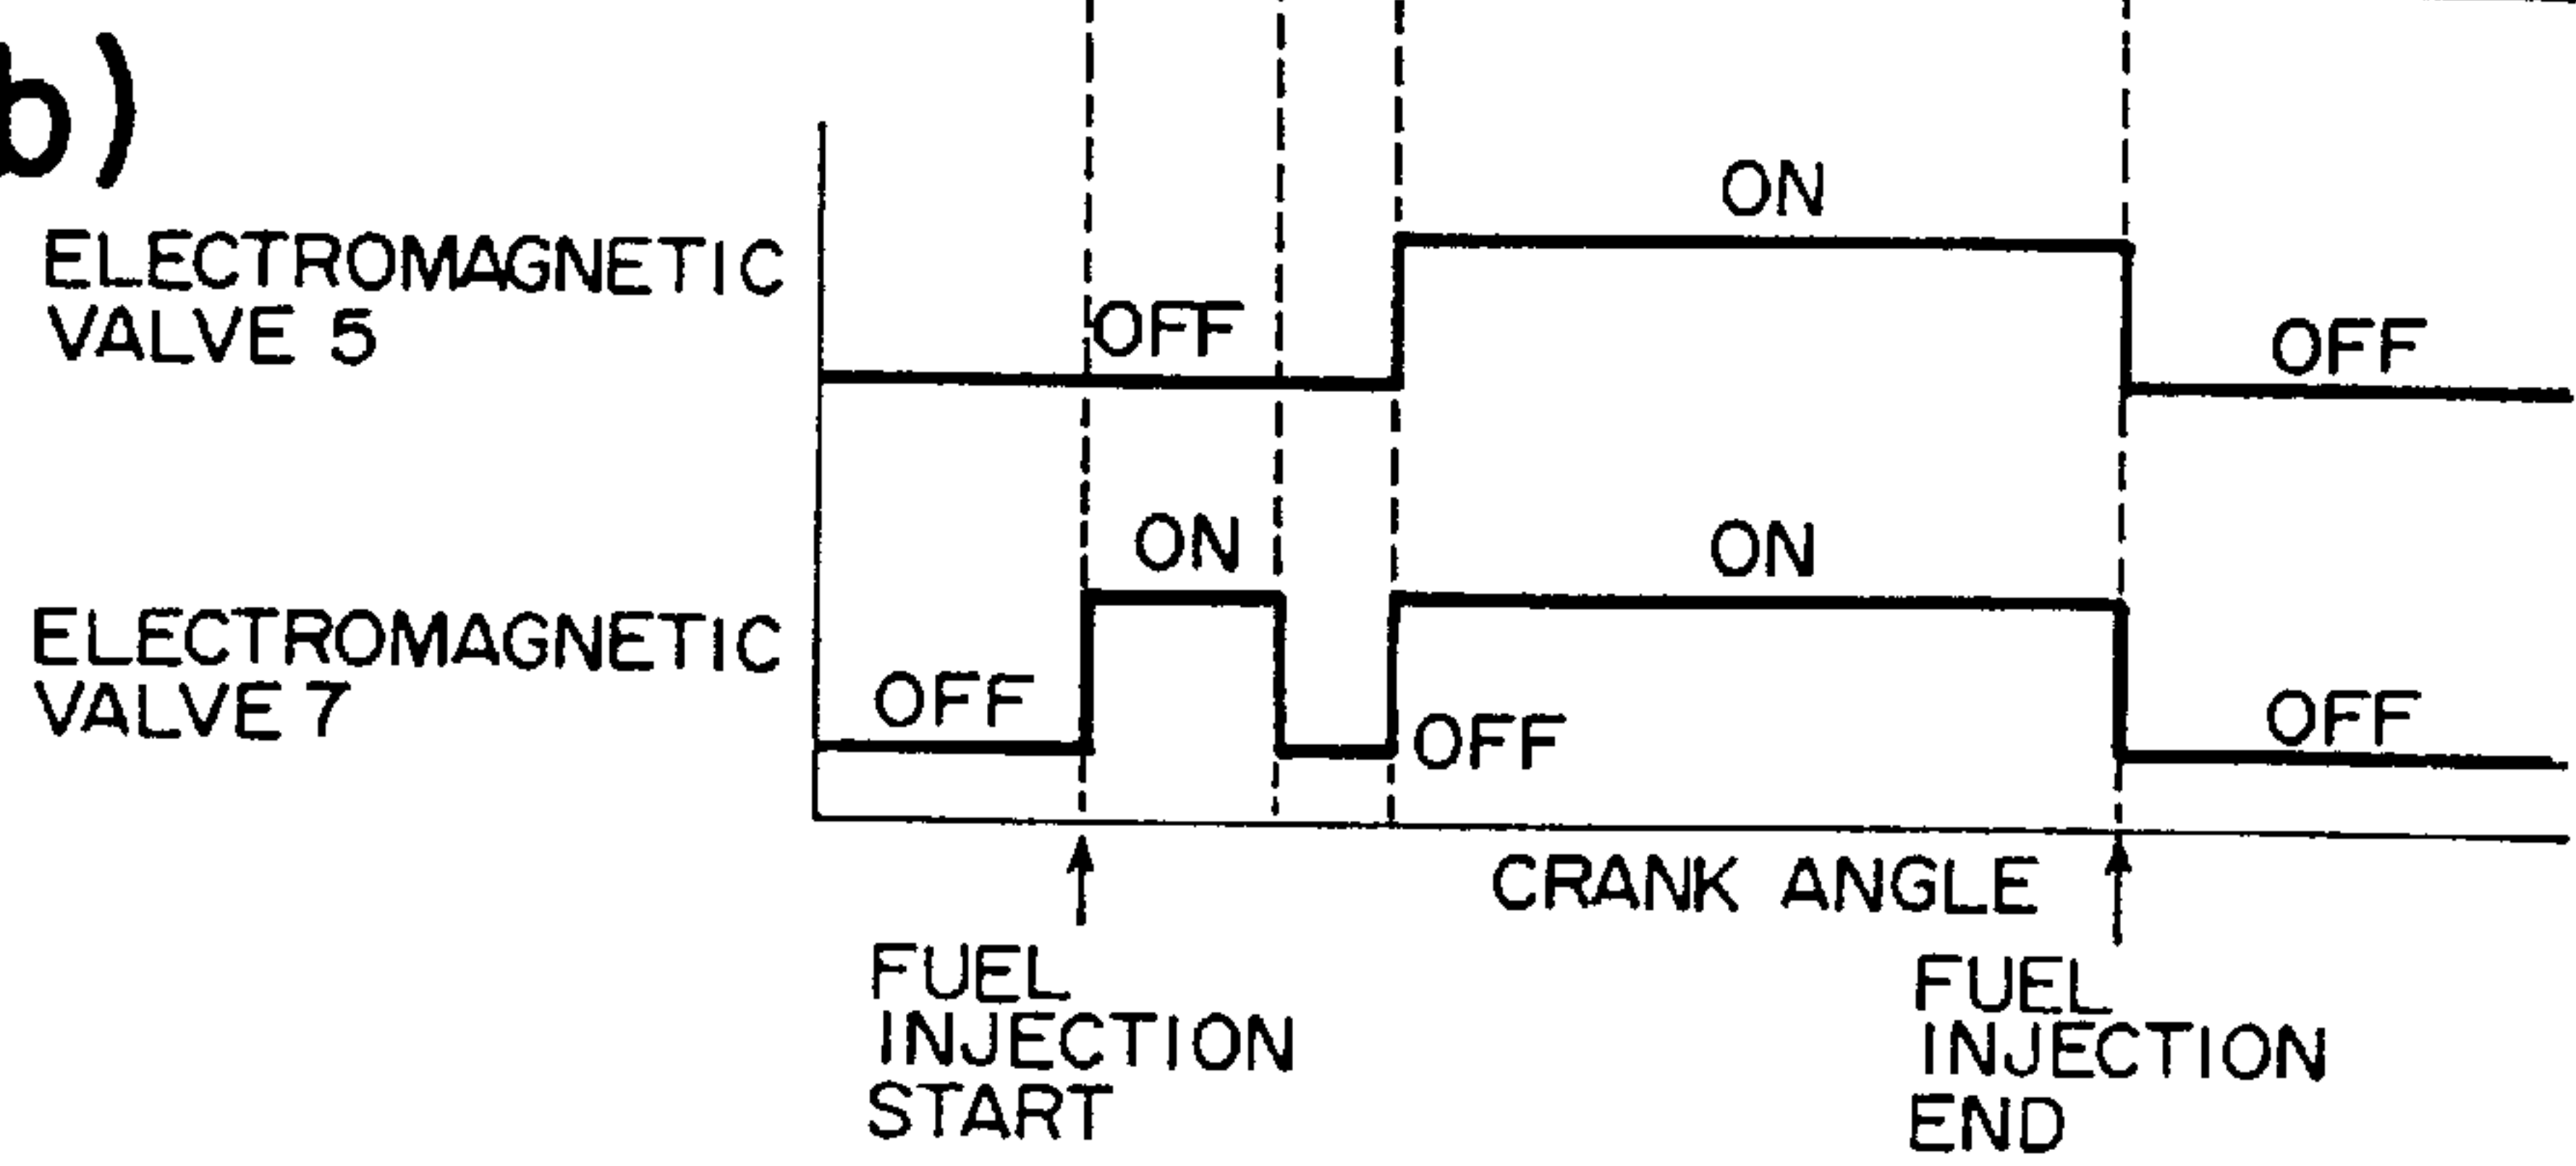 b)
ON
ELECTROMAGNETIC
VALVE 5
OFF
OFF
ON
ON
ELECTROMAGNETIC
VALVE 7
OFF
OFF
OFF
CRANK ANGLE
FUEL
INJECTION
START
FUEL
INJECTION
END